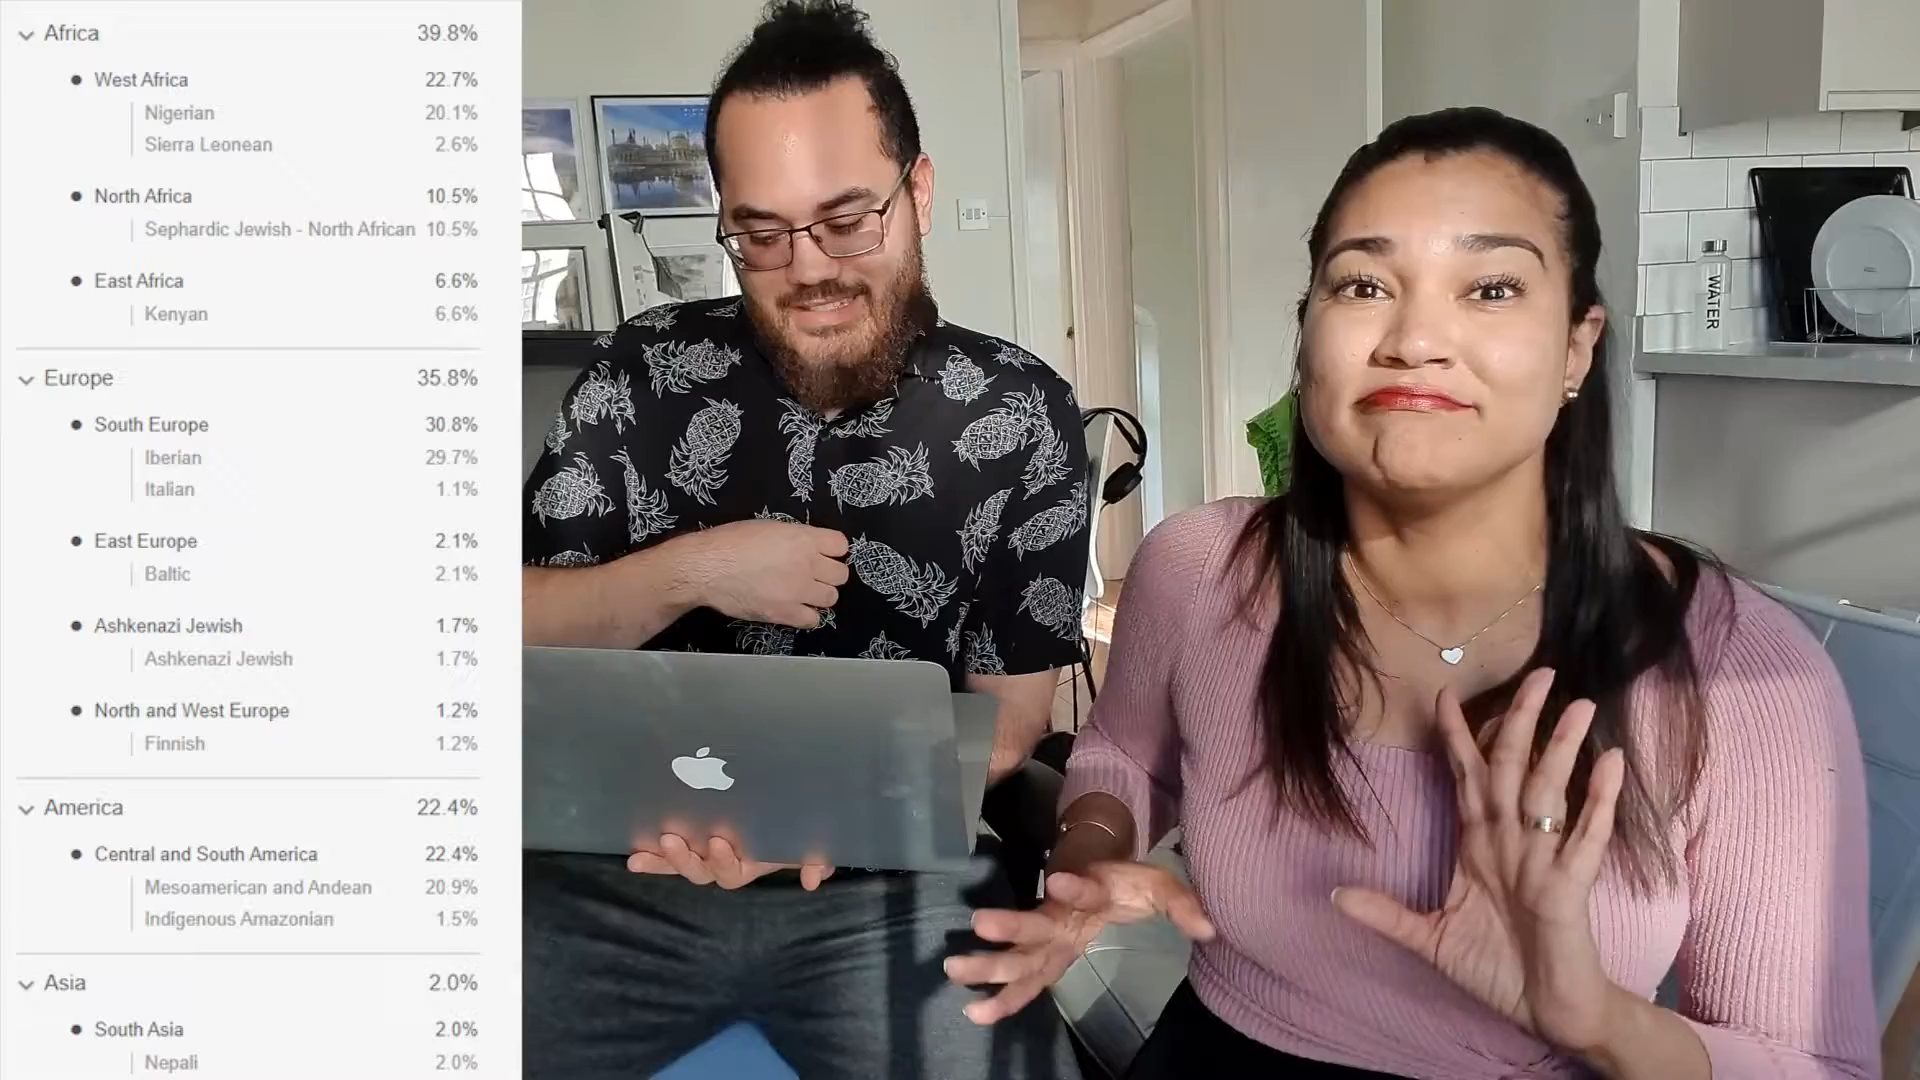 Africa 39.8%
West Africa 22.7%
Nigerian 20.1%
Sierra Leonean 2.6%
North Africa 10.5%
Sephardic Jewish - North African 10.5%
East Africa 6.6%
Kenyan 6.6%
Europe 35.8%
South Europe 30.8%
Iberian 29.7%
Italian 1.1%
East Europe 2.1%
Baltic 2.1%
Ashkenazi Jewish 1.7%
Ashkenazi Jewish 1.7%
North and West Europe 1.2%
Finnish 1.2%
America 22.4%
Central and South America 22.4%
Mesoamerican and Andean 20.9%
Indigenous Amazonian 1.5%
Asia 2.0%
South Asia 2.0%
Nepali 2.0%
WATER